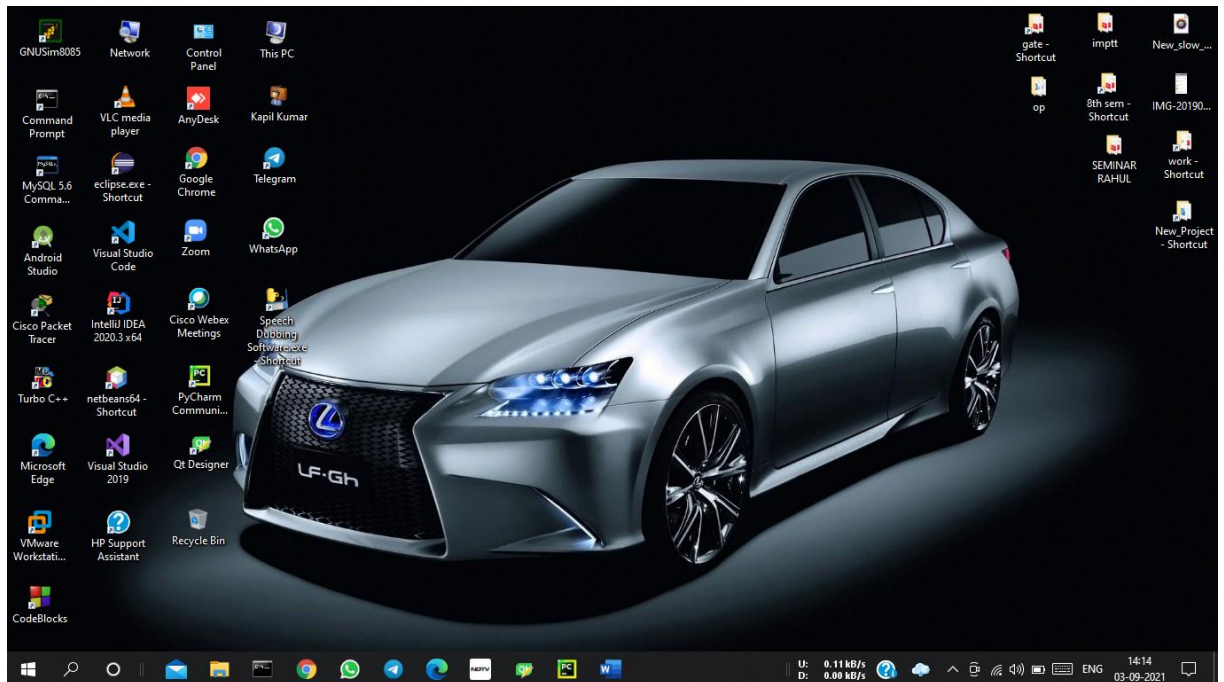 GNUSim8085
Network
Control
Panel
This PC
Command
Prompt
VLC media
player
AnyDesk
Kapil Kumar
MySQL 5.6
Comma...
eclipse.exe -
Shortcut
Google
Chrome
Telegram
Android
Studio
Visual Studio
Code
Zoom
WhatsApp
Cisco Packet
Tracer
IntelliJ IDEA
2020.3 x64
Cisco Webex
Meetings
Speech
Dubbing
Software.exe
- Shortcut
Turbo C++
netbeans64 -
Shortcut
PyCharm
Communi...
Microsoft
Edge
Visual Studio
2019
Qt Designer
VMware
Workstati...
HP Support
Assistant
Recycle Bin
CodeBlocks
gate -
Shortcut
imptt
New_slow_...
op
8th sem -
Shortcut
IMG-20190...
SEMINAR
RAHUL
work -
Shortcut
New_Project
- Shortcut
LF-Gh
NDTV
U: 0.11 kB/s
D: 0.00 kB/s
ENG
14:14
03-09-2021